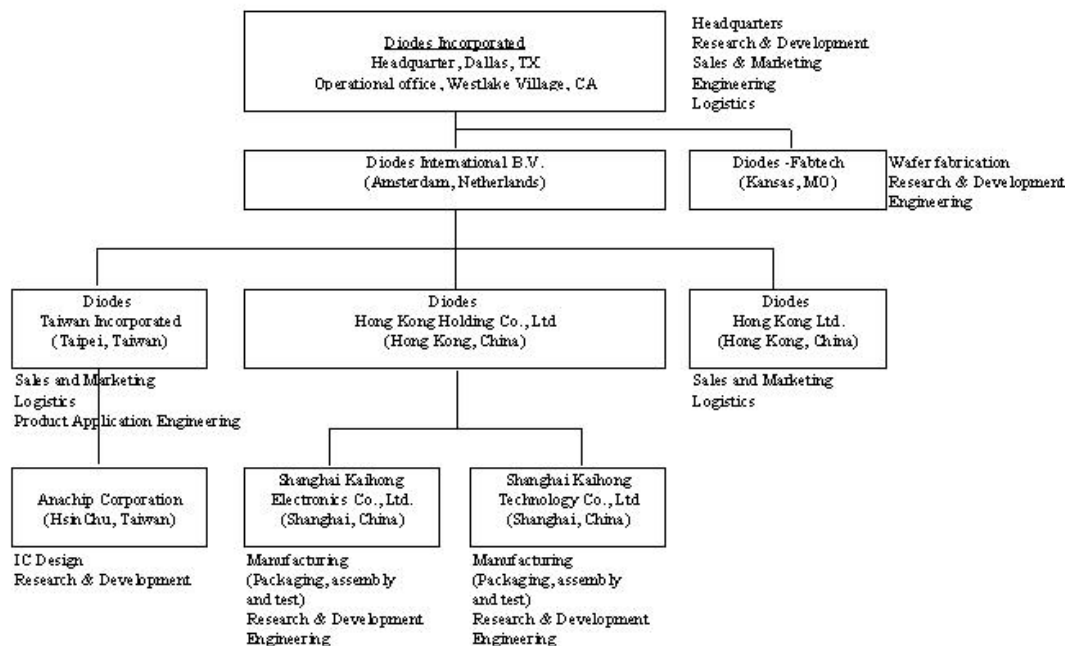 Diodes Incorporated
Headquarter, Dallas, TX
Operational office, Westlake Village, CA
Headquarters
Research & Development
Sales & Marketing
Engineering
Logistics
Diodes International B.V.
(Amsterdam, Netherlands)
Diodes -Fabtech
(Kansas, MO)
Wafer fabrication
Research & Development
Engineering
Diodes
Taiwan Incorporated
(Taipei, Taiwan)
Sales and Marketing
Logistics
Product Application Engineering
Diodes
Hong Kong Holding Co., Ltd
(Hong Kong, China)
Diodes
Hong Kong Ltd.
(Hong Kong, China)
Sales and Marketing
Logistics
Anachip Corporation
(Hsin Chu, Taiwan)
IC Design
Research & Development
Shanghai Kaihong
Electronics Co., Ltd.
(Shanghai, China)
Manufacturing
(Packaging, assembly
and test)
Research & Development
Engineering
Shanghai Kaihong
Technology Co., Ltd
(Shanghai, China)
Manufacturing
(Packaging, assembly
and test)
Research & Development
Engineering